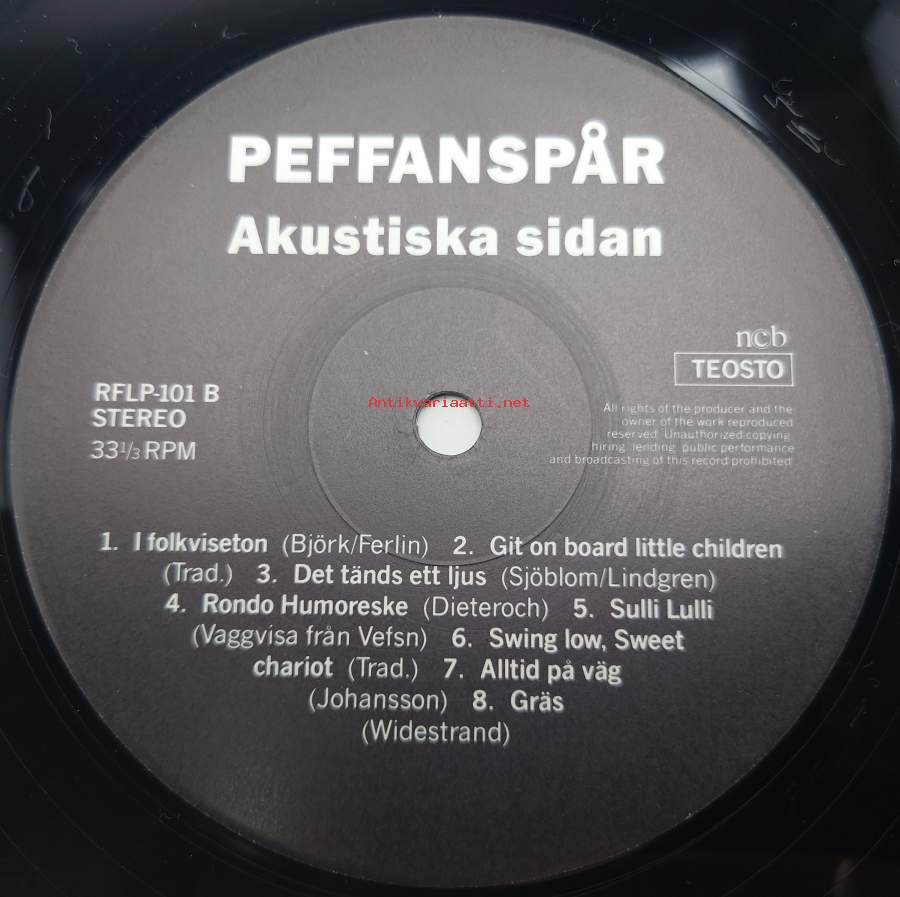 PEFFANSPÅR
Akustiska sidan
ncb
TEOSTO
RFLP-101 B
STEREO
33 1/3 RPM
Antikvariaatti.net
All rights of the producer and the
owner of the work reproduced
reserved. Unauthorized copying,
hiring, lending, public performance
and broadcasting of this record prohibited
1. I folkviseton (Björk/Ferlin) 2. Git on board little children
(Trad.) 3. Det tänds ett ljus (Sjöblom/Lindgren)
4. Rondo Humoreske (Dieteroch) 5. Sulli Lulli
(Vaggvisa från Vefsn) 6. Swing low, Sweet
chariot (Trad.) 7. Alltid på väg
(Johansson) 8. Gräs
(Widestrand)